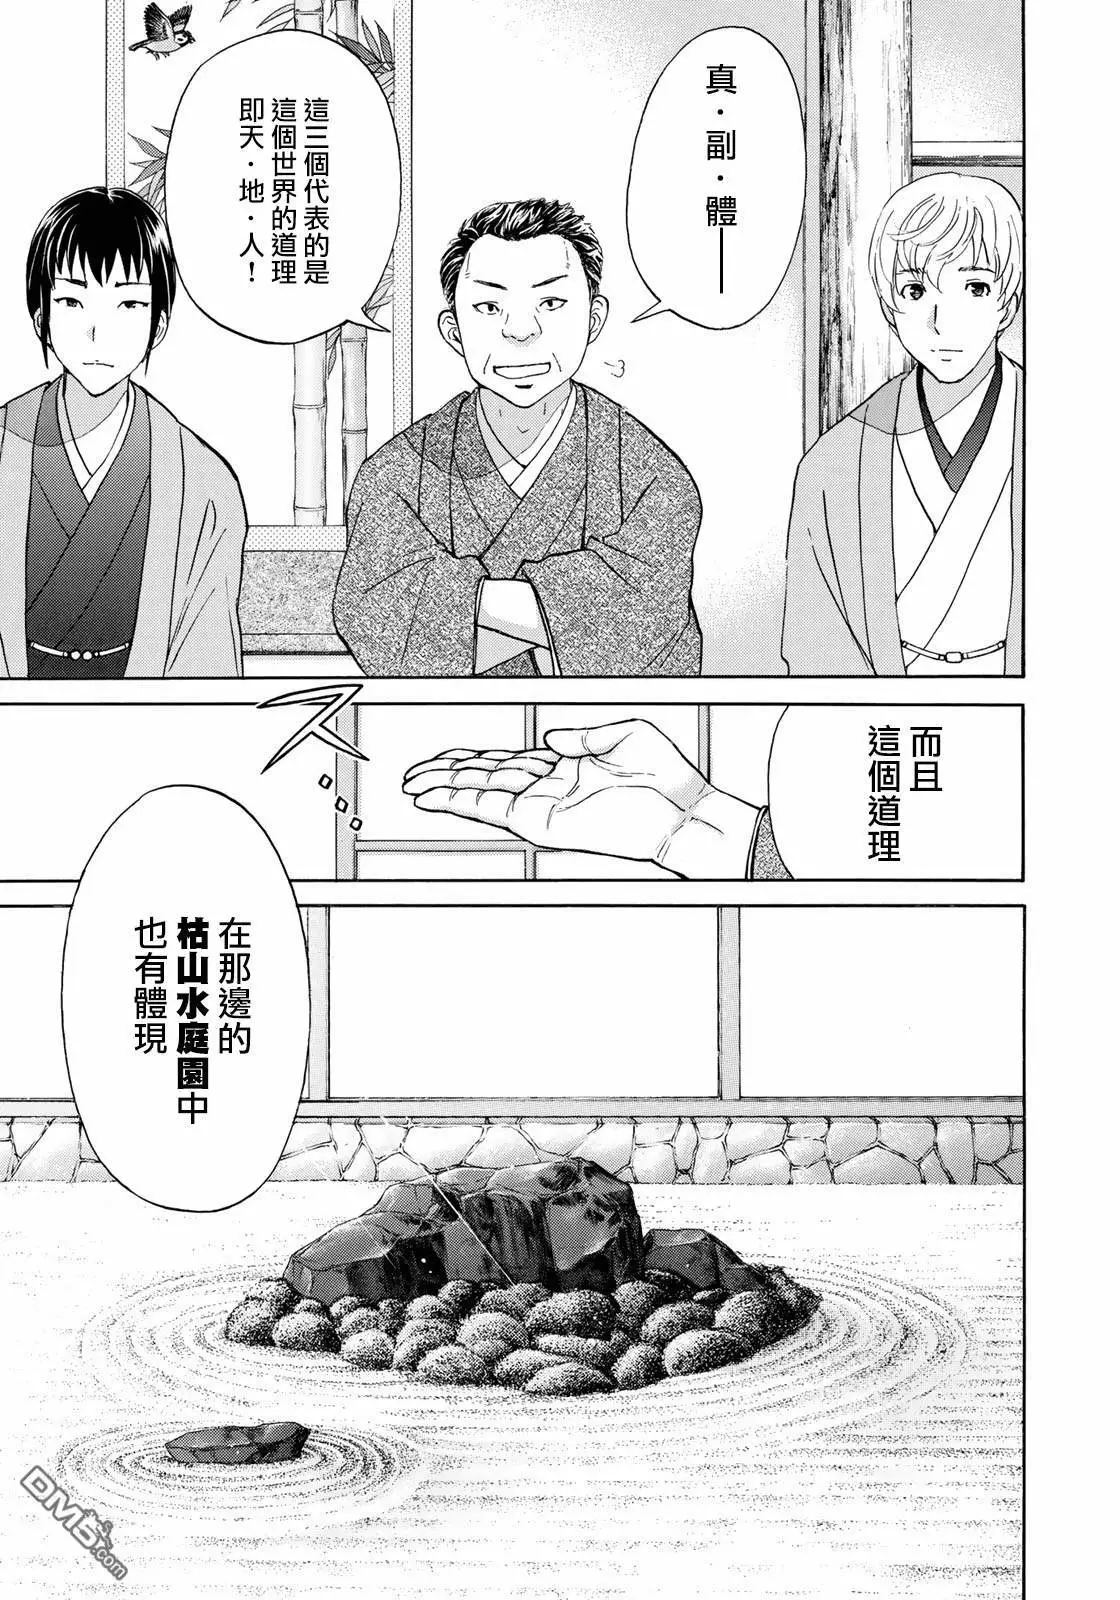 真・副・體——
這三個代表的是
這個世界的道理
即天・地・人！
而且
這個道理
ス
在那邊的
枯山水庭園中
也有體現
DM5.com